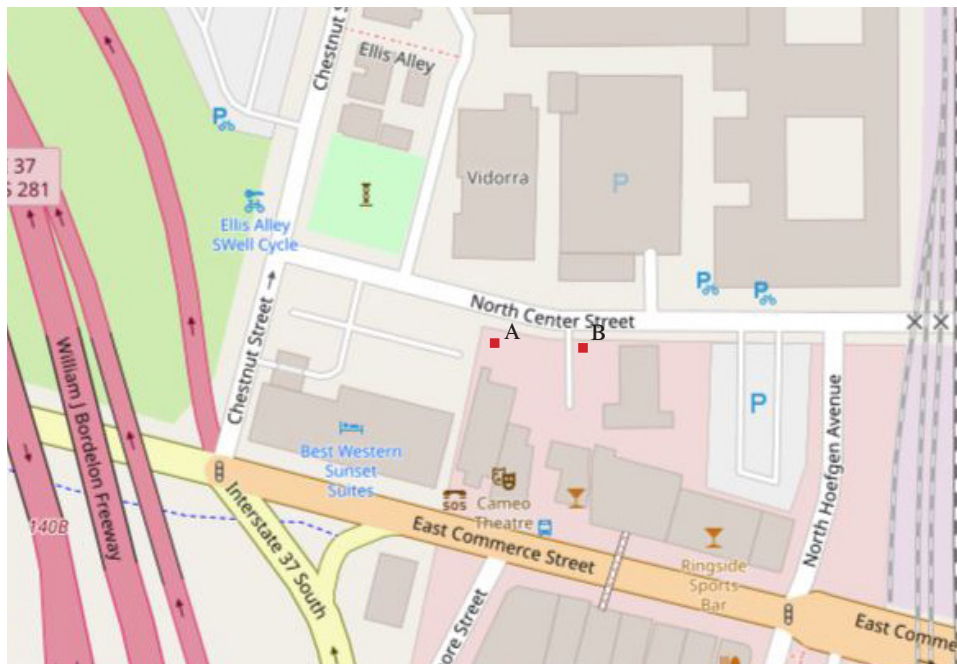 Chestnut S
Ellis Alley
P
37
S 281
Vidorra
P
Ellis Alley
SWell Cycle
P
P
North Center Street
A
B
Chestnut Street
William J Bordelon Freeway
P
North Hoefgen Avenue
Best Western
Sunset
Suites
SOS
Cameo
Theatre
140B
Interstate 37 South
East Commerce Street
Ringside
Sports
Bar
ore Street
East Comme